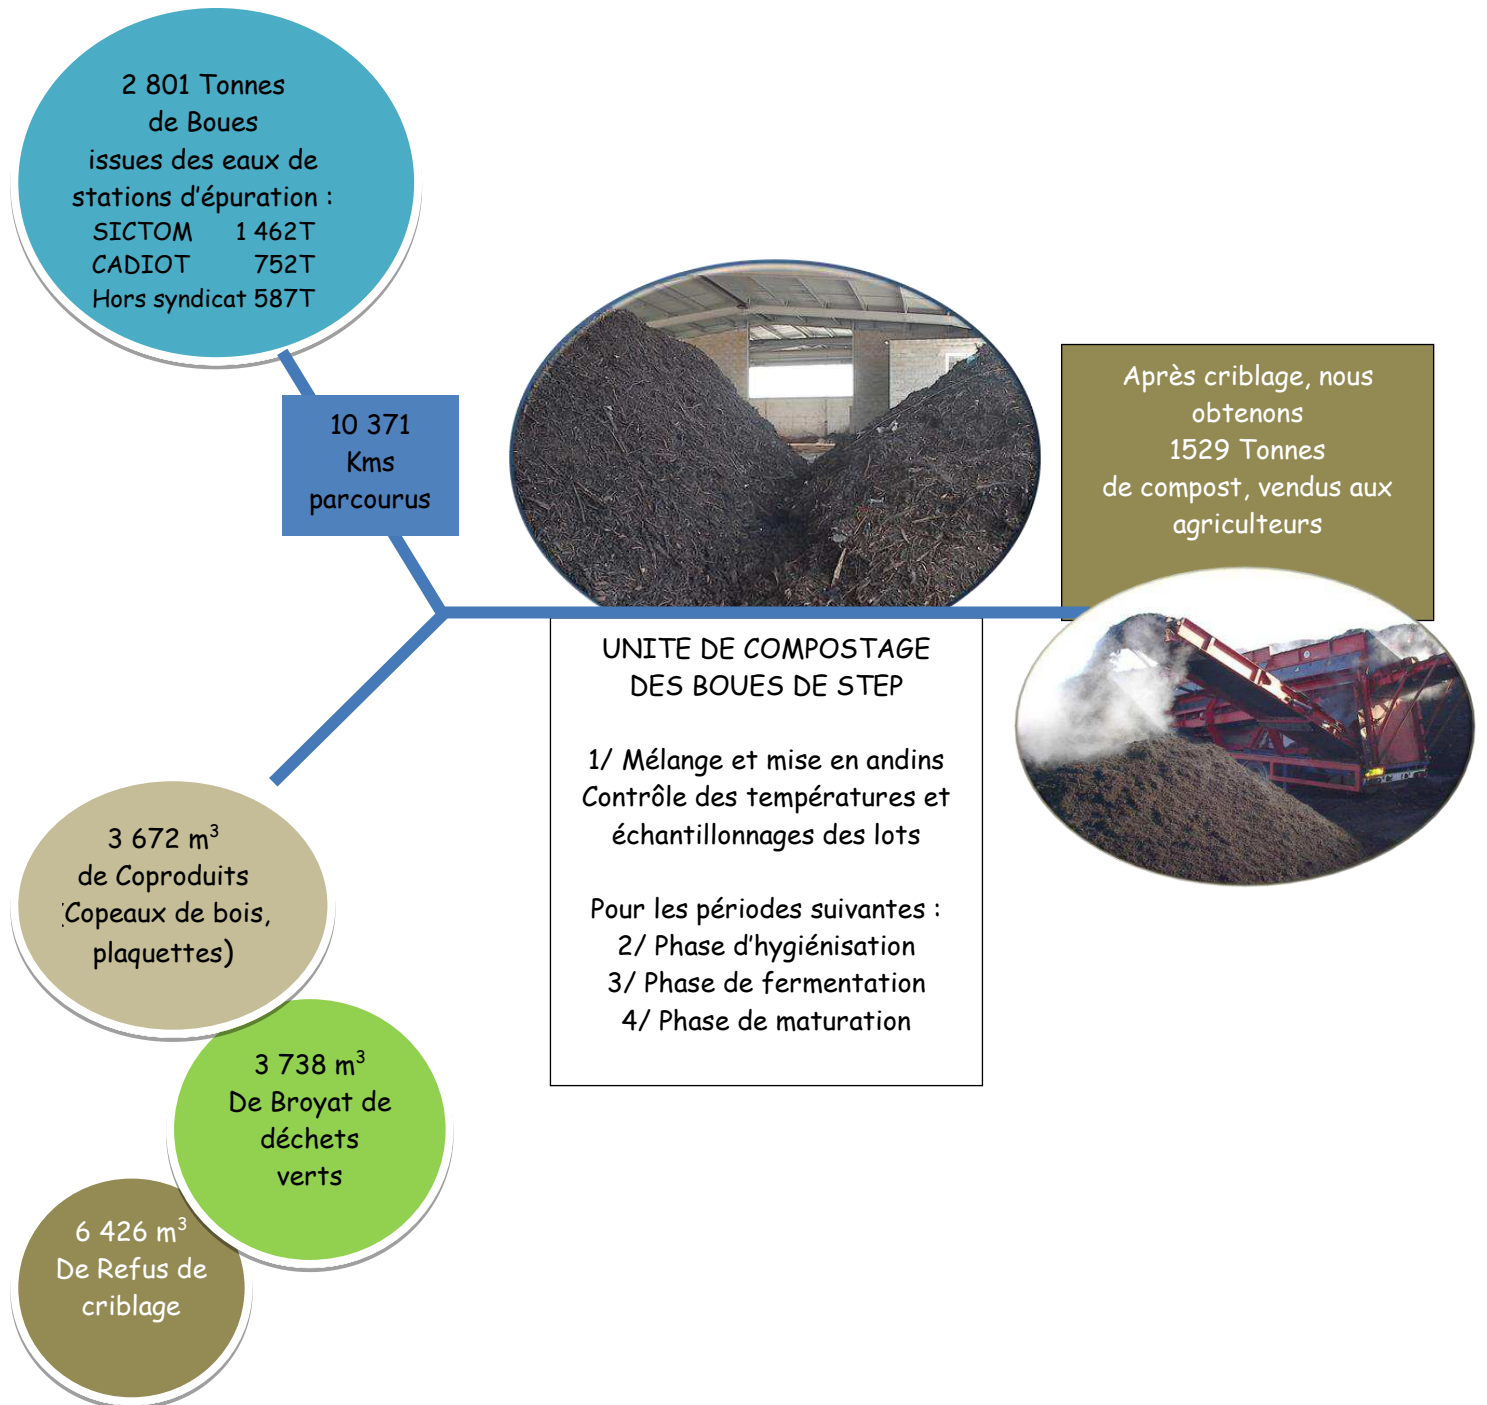 2 801 Tonnes
de Boues
issues des eaux de
stations d'épuration :
SICTOM 1 462T
CADIOT 752T
Hors syndicat 587T
10 371
Kms
parcourus
Après criblage, nous
obtenons
1529 Tonnes
de compost, vendus aux
agriculteurs
UNITE DE COMPOSTAGE
DES BOUES DE STEP
1/ Mélange et mise en andins
Contrôle des températures et
échantillonnages des lots
Pour les périodes suivantes :
2/ Phase d'hygiénisation
3/ Phase de fermentation
4/ Phase de maturation
3 672 m³
de Coproduits
(Copeaux de bois,
plaquettes)
3 738 m³
De Broyat de
déchets
verts
6 426 m³
De Refus de
criblage